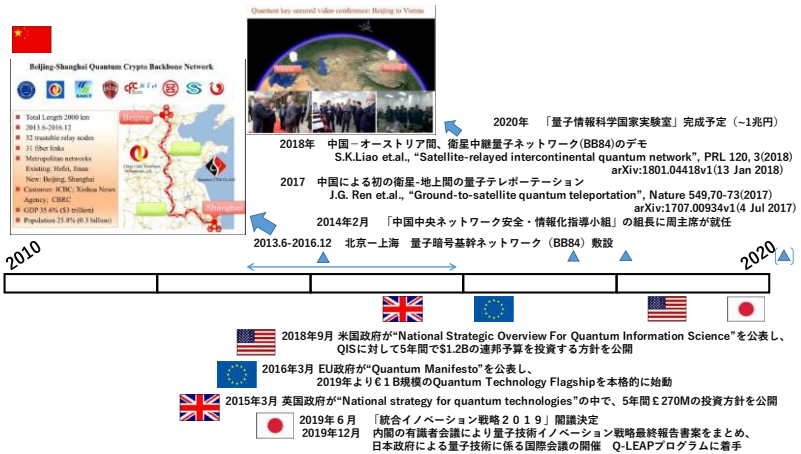 Quantum key secured video conference: Beijing to Vienna
Beijing-Shanghai Quantum Crypto Backbone Network
Total Length 2000 km
2013.6-2016.12
32 trustable relay nodes
31 fiber links
Metropolitan networks
Existing: Hefei, Jinan
New: Beijing, Shanghai
Customer: ICBC; Xinhua News
Agency; CBRC
GDP 35.6% ($3 trillion)
Population 25.8% (0.3 billion)
Beijing
Shanghai
2020年 「量子情報科学国家実験室」完成予定（~1兆円）
2018年 中国－オーストリア間、衛星中継量子ネットワーク(BB84)のデモ
S.K.Liao et.al., “Satellite-relayed intercontinental quantum network”, PRL 120, 3(2018)
arXiv:1801.04418v1(13 Jan 2018)
2017 中国による初の衛星-地上間の量子テレポーテーション
J.G. Ren et.al., “Ground-to-satellite quantum teleportation”, Nature 549,70-73(2017)
arXiv:1707.00934v1(4 Jul 2017)
2014年2月 「中国中央ネットワーク安全・情報化指導小組」の組長に周主席が就任
2013.6-2016.12 北京ー上海 量子暗号基幹ネットワーク（BB84）敷設
2010
2020
2018年9月 米国政府が“National Strategic Overview For Quantum Information Science”を公表し、
QISに対して5年間で$1.2Bの連邦予算を投資する方針を公開
2016年3月 EU政府が“Quantum Manifesto”を公表し、
2019年より€１B規模のQuantum Technology Flagshipを本格的に始動
2015年3月 英国政府が“National strategy for quantum technologies”の中で、5年間￡270Mの投資方針を公開
2019年６月 「統合イノベーション戦略２０１９」閣議決定
2019年12月 内閣の有識者会議により量子技術イノベーション戦略最終報告書案をまとめ、
日本政府による量子技術に係る国際会議の開催 Q-LEAPプログラムに着手